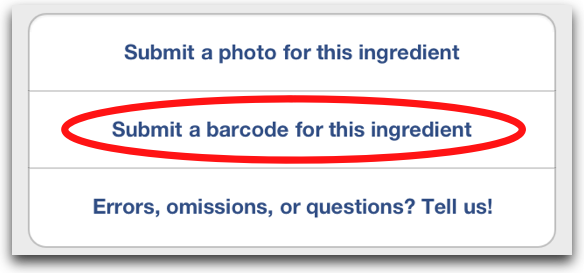 Submit a photo for this ingredient
Submit a barcode for this ingredient
Errors, omissions, or questions? Tell us!